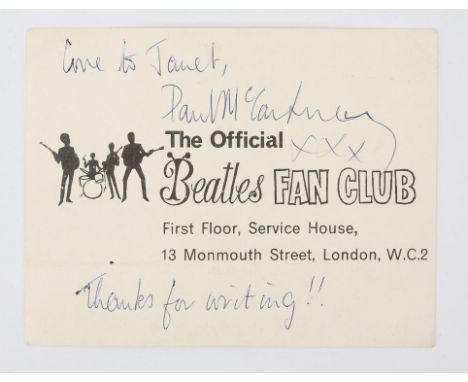 Love to Janet,
Paul McCartney
xxx
The Official
Beatles FAN CLUB
First Floor, Service House,
13 Monmouth Street, London, W.C.2
Thanks for writing!!